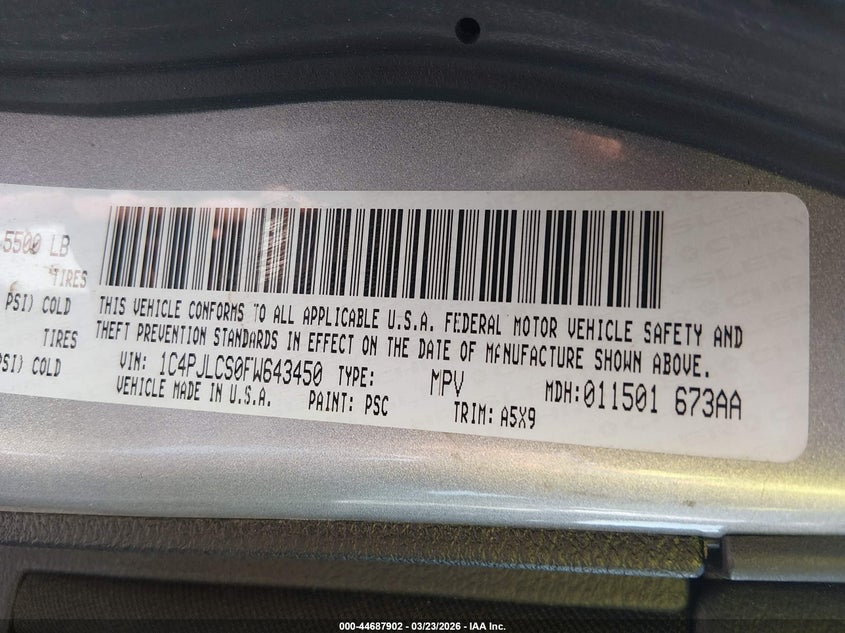 5500 LB
TIRES
PSI) COLD
TIRES
PSI) COLD
THIS VEHICLE CONFORMS TO ALL APPLICABLE U.S.A. FEDERAL MOTOR VEHICLE SAFETY AND
THEFT PREVENTION STANDARDS IN EFFECT ON THE DATE OF MANUFACTURE SHOWN ABOVE.
VIN: 1C4PJLCS0FW643450 TYPE: MPV MDH:011501 673AA
VEHICLE MADE IN U.S.A. PAINT: PSC TRIM: A5X9
000-44687902 - 03/23/2026 - IAA Inc.